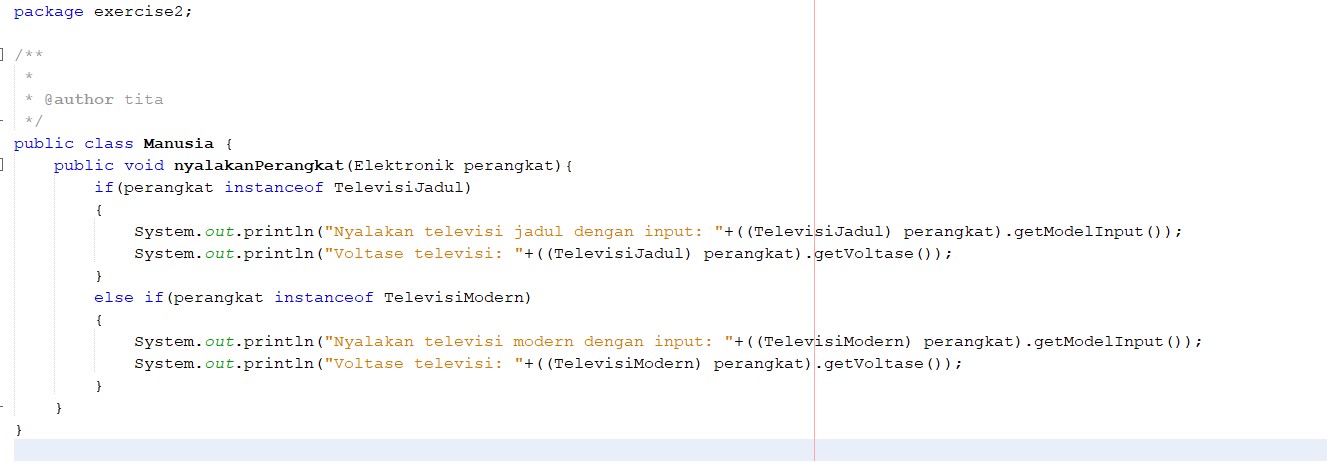 package exercise2;
/**
 *
 * @author tita
 */
public class Manusia {
    public void nyalakanPerangkat(Elektronik perangkat){
        if(perangkat instanceof TelevisiJadul)
        {
            System.out.println("Nyalakan televisi jadul dengan input: "+((TelevisiJadul) perangkat).getModelInput());
            System.out.println("Voltase televisi: "+((TelevisiJadul) perangkat).getVoltase());
        }
        else if(perangkat instanceof TelevisiModern)
        {
            System.out.println("Nyalakan televisi modern dengan input: "+((TelevisiModern) perangkat).getModelInput());
            System.out.println("Voltase televisi: "+((TelevisiModern) perangkat).getVoltase());
        }
    }
}